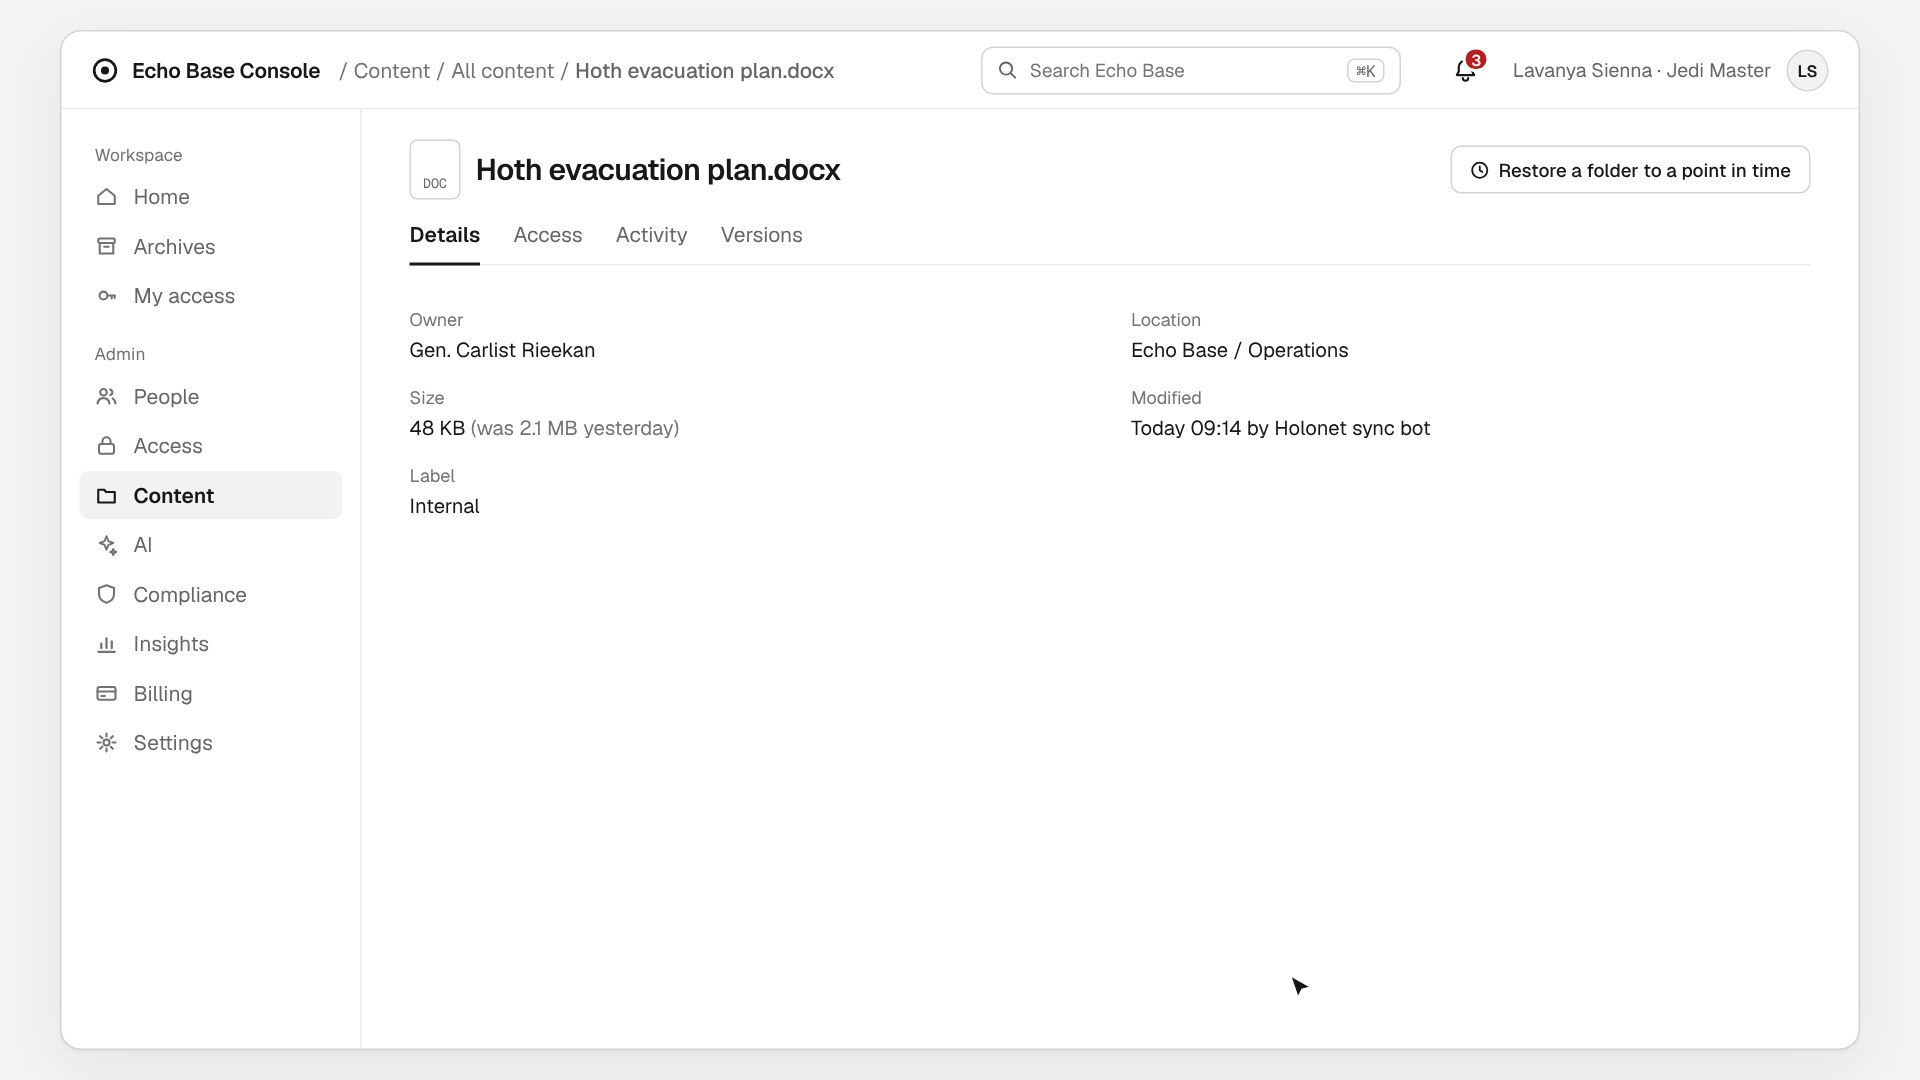 Echo Base Console / Content / All content / Hoth evacuation plan.docx
Search Echo Base ⌘K
3
Lavanya Sienna · Jedi Master LS
Workspace
Home
Archives
My access
Admin
People
Access
Content
AI
Compliance
Insights
Billing
Settings
DOC
Hoth evacuation plan.docx
Restore a folder to a point in time
Details Access Activity Versions
Owner
Gen. Carlist Rieekan
Location
Echo Base / Operations
Size
48 KB (was 2.1 MB yesterday)
Modified
Today 09:14 by Holonet sync bot
Label
Internal